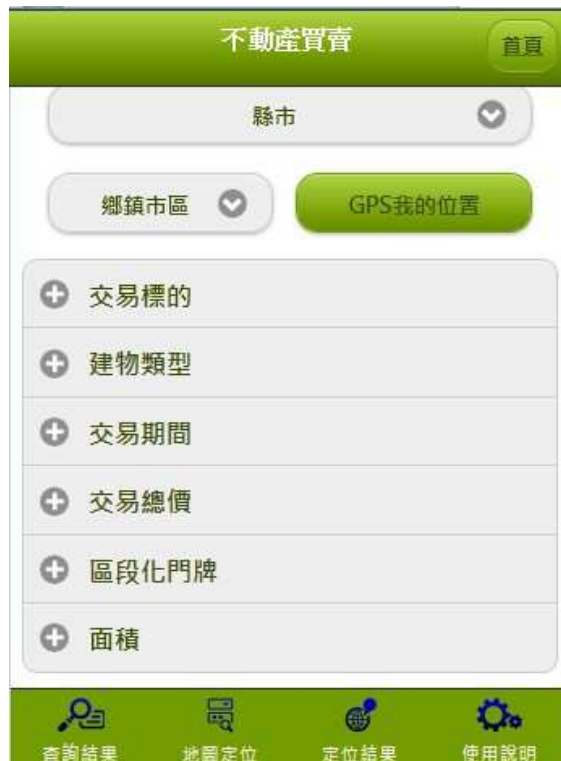 不動產買賣
首頁
縣市
鄉鎮市區
GPS我的位置
交易標的
建物類型
交易期間
交易總價
區段化門牌
面積
查詢結果
地圖定位
定位結果
使用說明